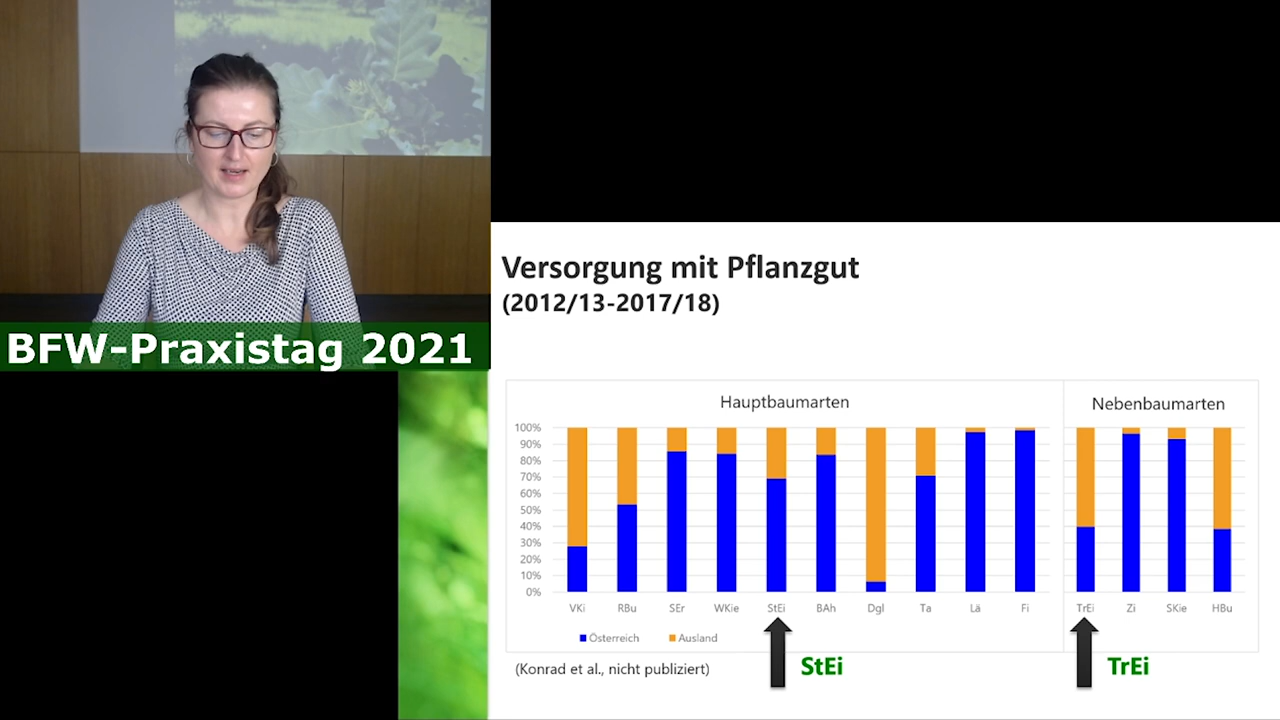 BFW-Praxistag 2021
Versorgung mit Pflanzgut
(2012/13-2017/18)
Hauptbaumarten
Nebenbaumarten
100%
90%
80%
70%
60%
50%
40%
30%
20%
10%
0%
VKi RBu SEr WKie StEi BAh Dgl Ta Lä Fi TrEi Zi SKie HBu
Österreich Ausland
(Konrad et al., nicht publiziert)
StEi
TrEi